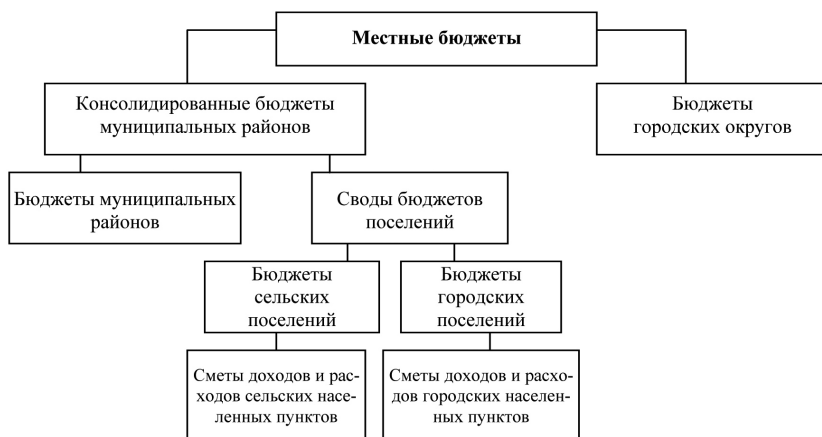 Местные бюджеты
Консолидированные бюджеты
муниципальных районов
Бюджеты
городских округов
Бюджеты муниципальных
районов
Своды бюджетов
поселений
Бюджеты
сельских
поселений
Бюджеты
городских
поселений
Сметы доходов и рас-
ходов сельских насе-
ленных пунктов
Сметы доходов и расхо-
дов городских населен-
ных пунктов